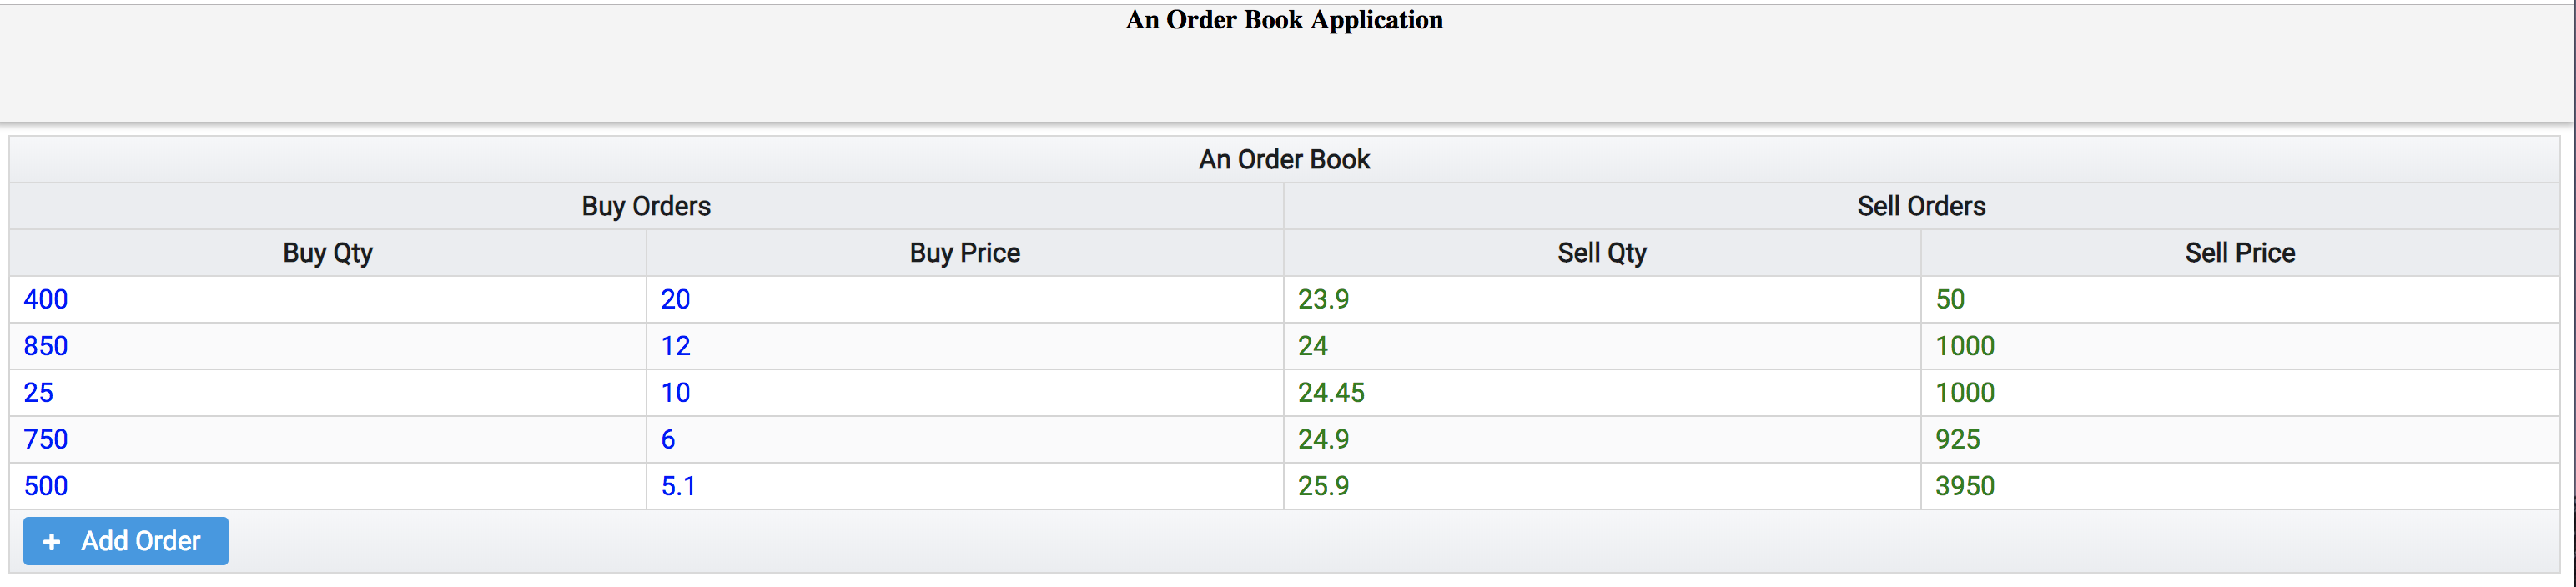 An Order Book Application
An Order Book
Buy Orders Sell Orders
Buy Qty Buy Price Sell Qty Sell Price
400 20 23.9 50
850 12 24 1000
25 10 24.45 1000
750 6 24.9 925
500 5.1 25.9 3950
+ Add Order